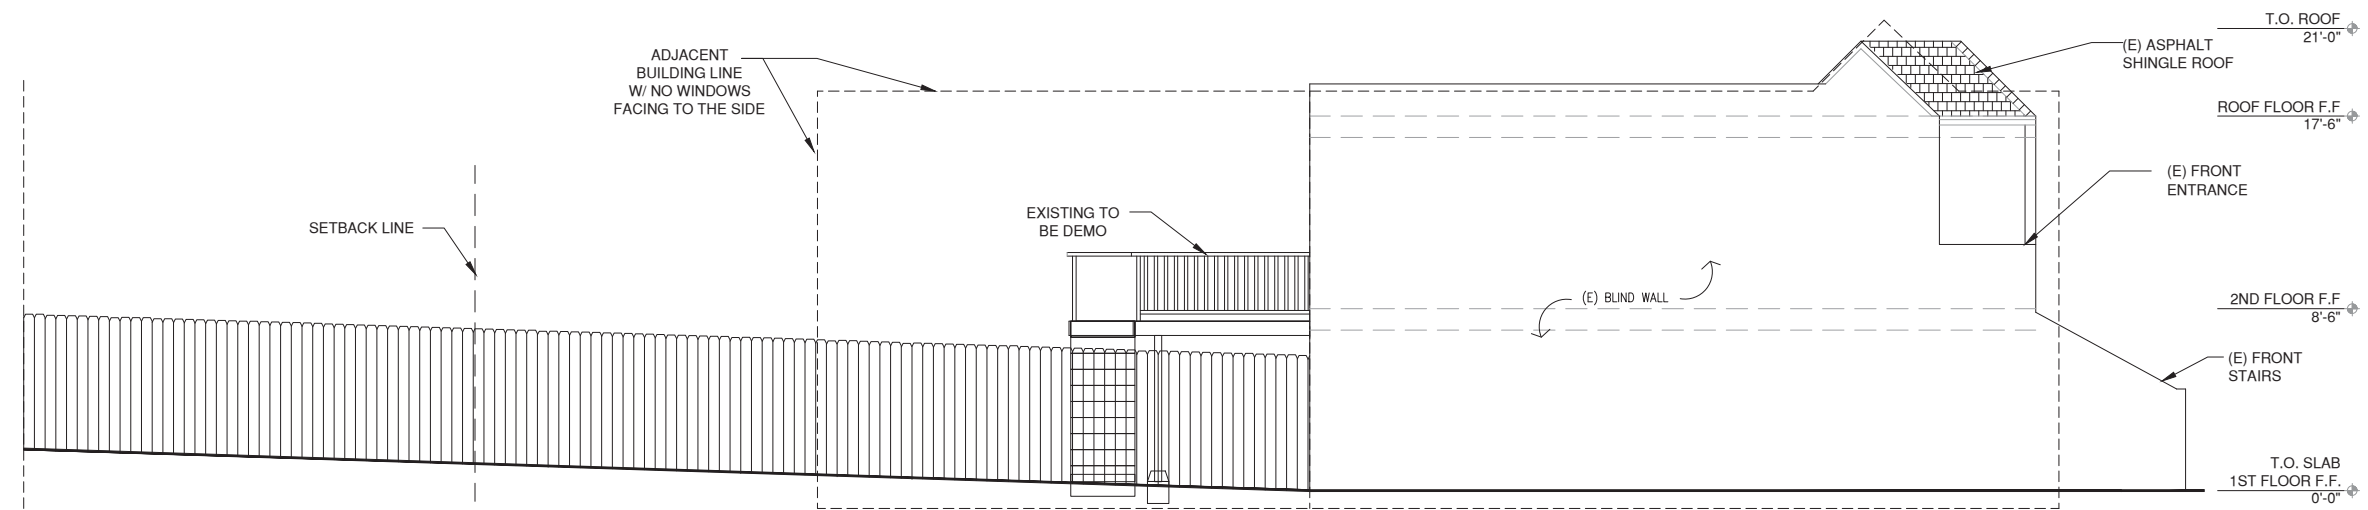 ADJACENT
BUILDING LINE
W/ NO WINDOWS
FACING TO THE SIDE
SETBACK LINE
EXISTING TO
BE DEMO
(E) BLIND WALL
(E) ASPHALT
SHINGLE ROOF
(E) FRONT
ENTRANCE
(E) FRONT
STAIRS
T.O. ROOF
21'-0"
ROOF FLOOR F.F
17'-6"
2ND FLOOR F.F
8'-6"
T.O. SLAB
1ST FLOOR F.F.
0'-0"